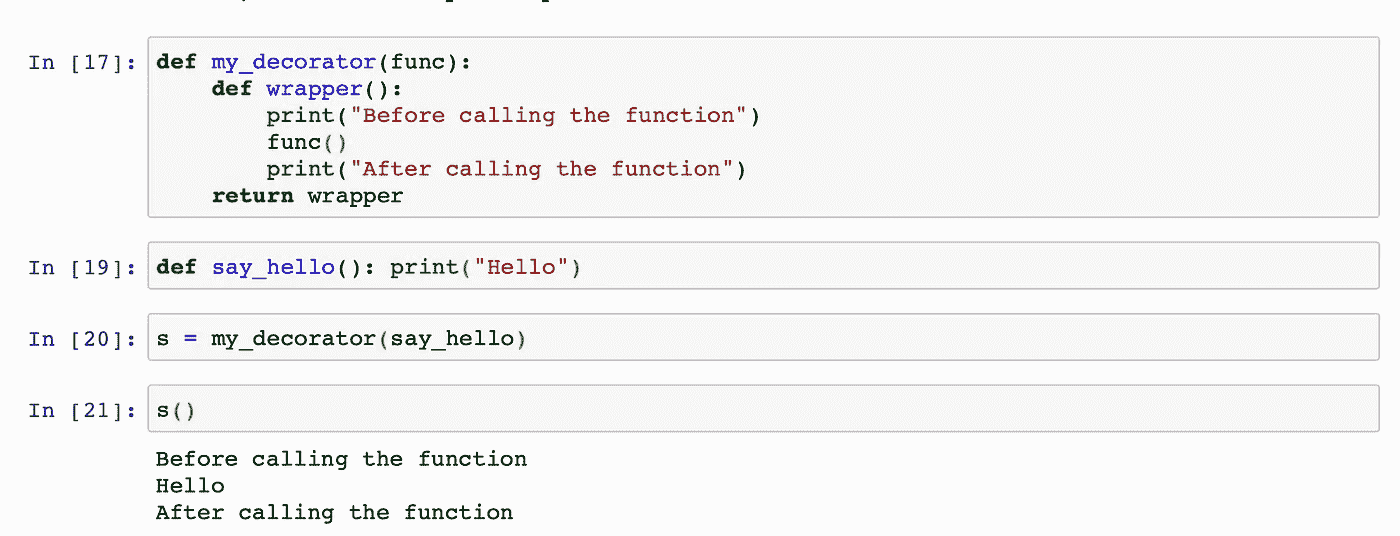 In [17]: def my_decorator(func):
    def wrapper():
        print("Before calling the function")
        func()
        print("After calling the function")
    return wrapper
In [19]: def say_hello(): print("Hello")
In [20]: s = my_decorator(say_hello)
In [21]: s()
Before calling the function
Hello
After calling the function